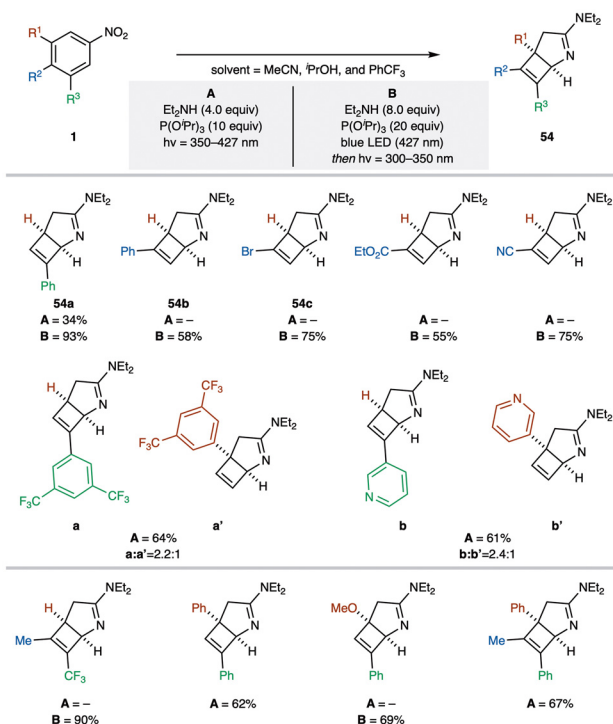 R¹ NO₂
R²
R³
1
solvent = MeCN, ⁱPrOH, and PhCF₃
A
Et₂NH (4.0 equiv)
P(OⁱPr)₃ (10 equiv)
hν = 350–427 nm
B
Et₂NH (8.0 equiv)
P(OⁱPr)₃ (20 equiv)
blue LED (427 nm)
then hν = 300–350 nm
NEt₂
R¹
N
R²
H
R³
54
NEt₂ NEt₂ NEt₂ NEt₂ NEt₂
H H H H H
N N N N N
Ph Br EtO₂C NC
H H H H H
Ph
54a 54b 54c
A = 34% A = – A = – A = – A = –
B = 93% B = 58% B = 75% B = 55% B = 75%
NEt₂ CF₃ NEt₂ NEt₂ N NEt₂
H H
N F₃C N N N
H H H H
F₃C CF₃ N
a a' b b'
A = 64% A = 61%
a:a'=2.2:1 b:b'=2.4:1
NEt₂ NEt₂ NEt₂ NEt₂
H Ph MeO Ph
N N N N
Me Me
H H H H
CF₃ Ph Ph Ph
A = – A = 62% A = – A = 67%
B = 90% B = 69%